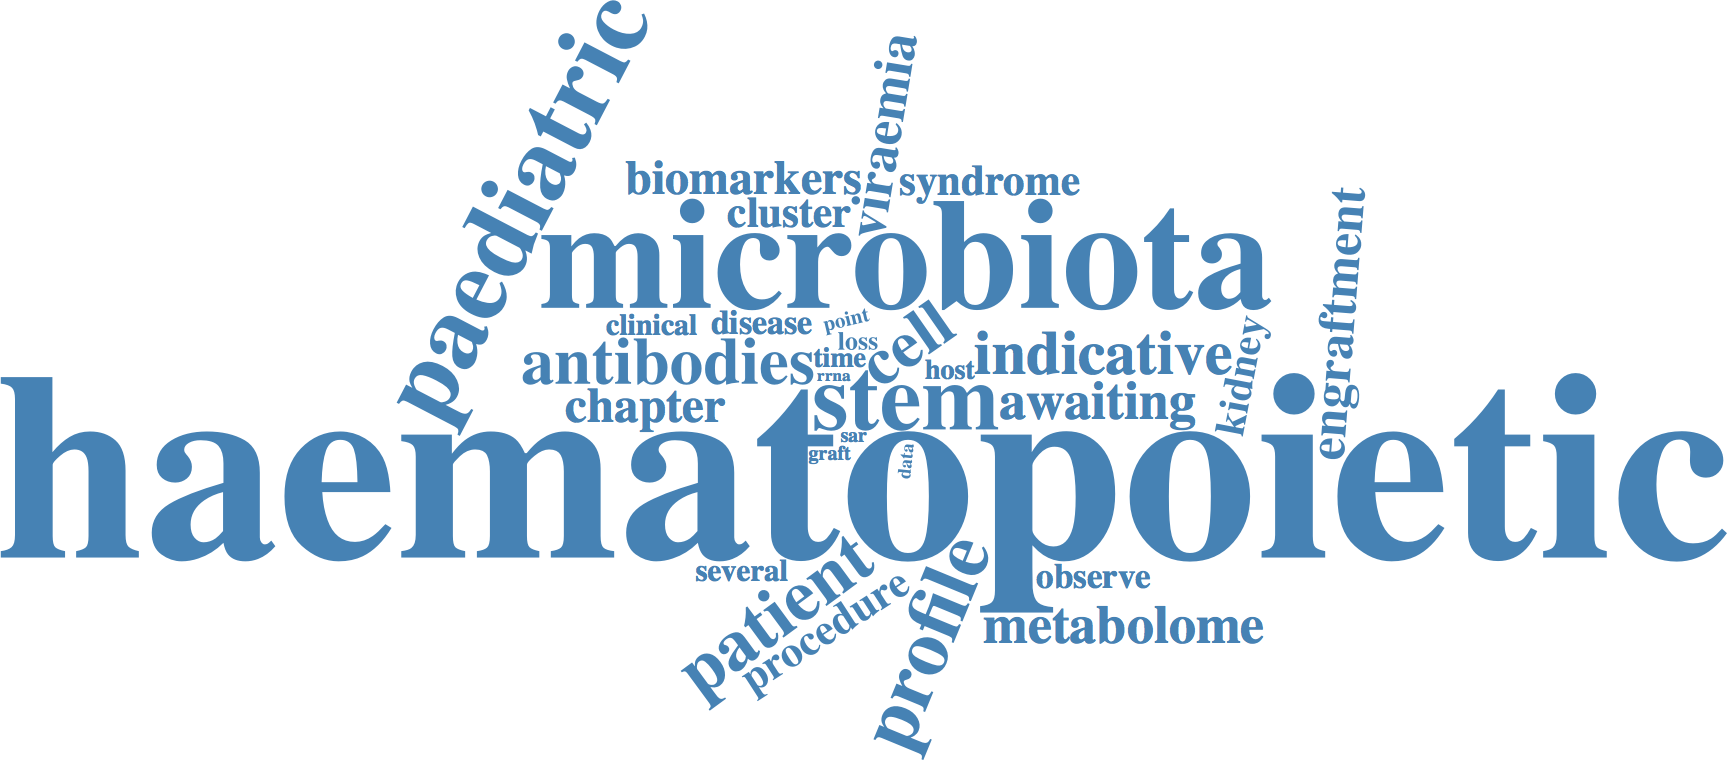 paediatric
viraemia
biomarkers
syndrome
cluster
microbiota
engraftment
clinical
disease
point
loss
cell
antibodies
time
rrna
host
indicative
kidney
chapter
stem
awaiting
sar
graft
data
haematopoietic
several
patient
procedure
profile
observe
metabolome